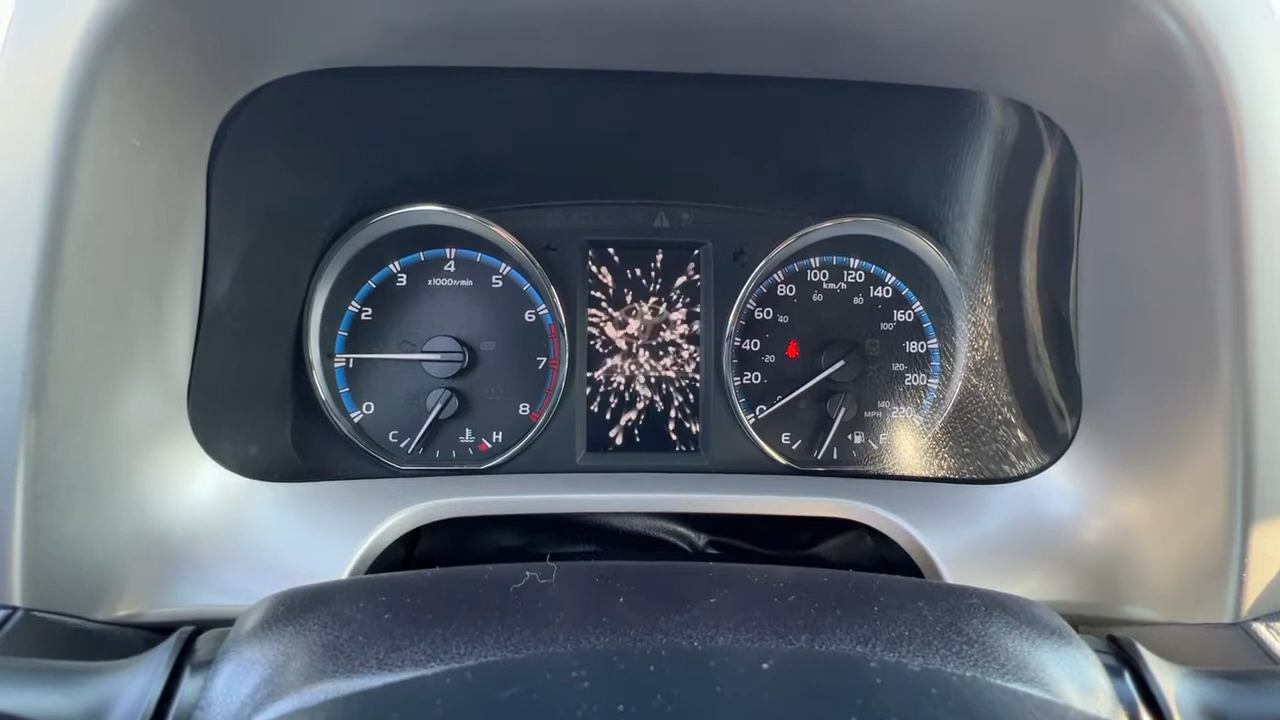 0 1 2 3 4 5 6 7 8
x1000r/min
C H
0 20 40 60 80 100 120 140 160 180 200 220
km/h
20 40 60 80 100 120 140
MPH
E F